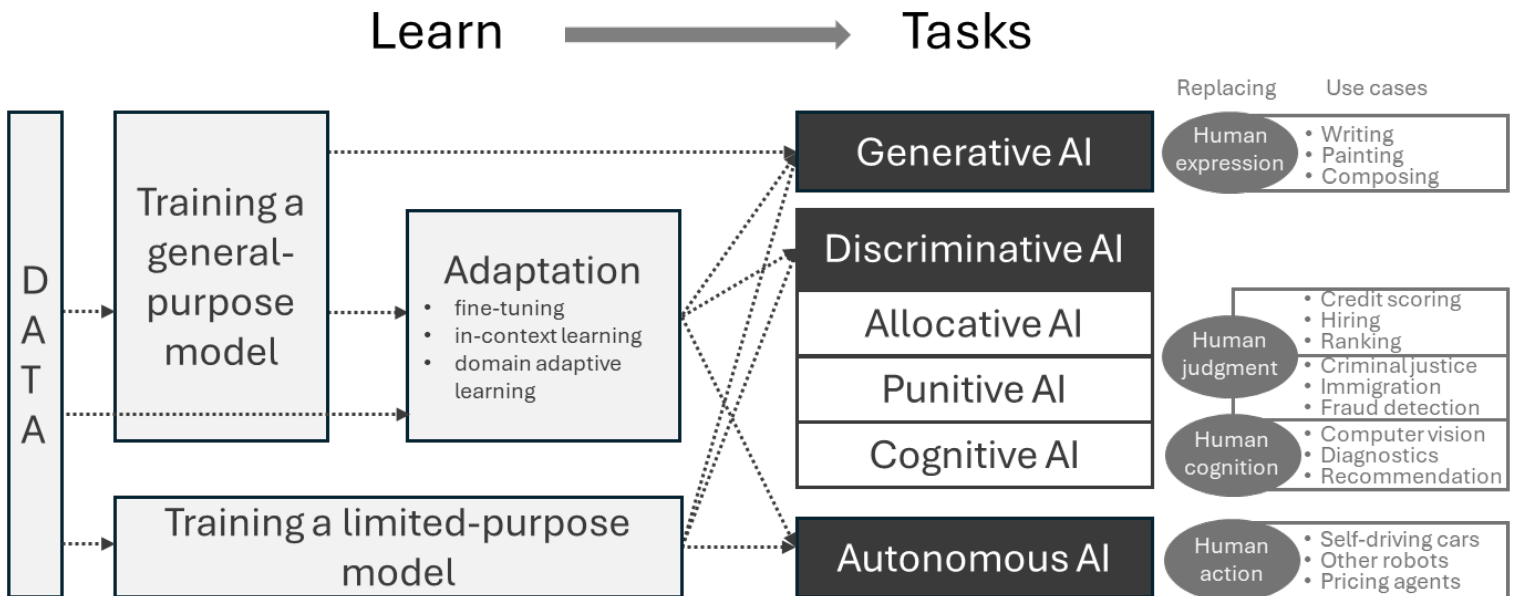 Learn
Tasks
Replacing
Use cases
D
A
T
A
Training a
general-
purpose
model
Adaptation
• fine-tuning
• in-context learning
• domain adaptive
learning
Training a limited-purpose
model
Generative AI
Human
expression
• Writing
• Painting
• Composing
Discriminative AI
Allocative AI
Punitive AI
Cognitive AI
Human
judgment
• Credit scoring
• Hiring
• Ranking
• Criminal justice
• Immigration
• Fraud detection
Human
cognition
• Computer vision
• Diagnostics
• Recommendation
Autonomous AI
Human
action
• Self-driving cars
• Other robots
• Pricing agents